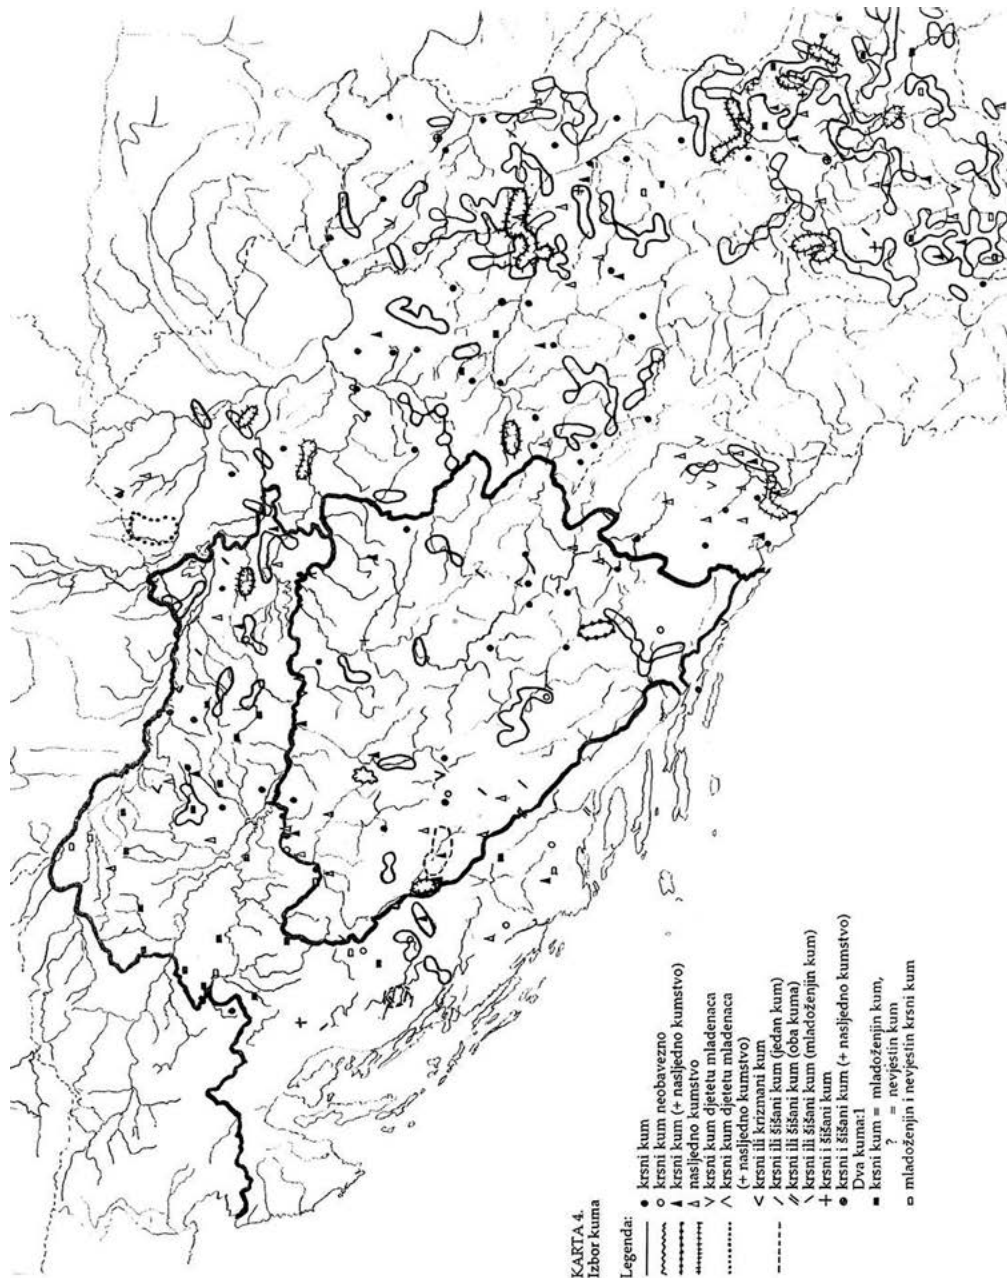 KARTA 4.
Izbor kuma
Legenda:
krsni kum
krsni kum neobavezno
krsni kum (+ nasljedno kumstvo)
nasljedno kumstvo
krsni kum djetetu mladenaca
krsni kum djetetu mladenaca
(+ nasljedno kumstvo)
krsni ili krizmani kum
krsni ili šišani kum (jedan kum)
krsni ili šišani kum (oba kuma)
krsni ili šišani kum (mladoženjin kum)
krsni i šišani kum
krsni i šišani kum (+ nasljedno kumstvo)
Dva kuma:1
krsni kum = mladoženjin kum,
? = nevjestin kum
mladoženjin i nevjestin krsni kum